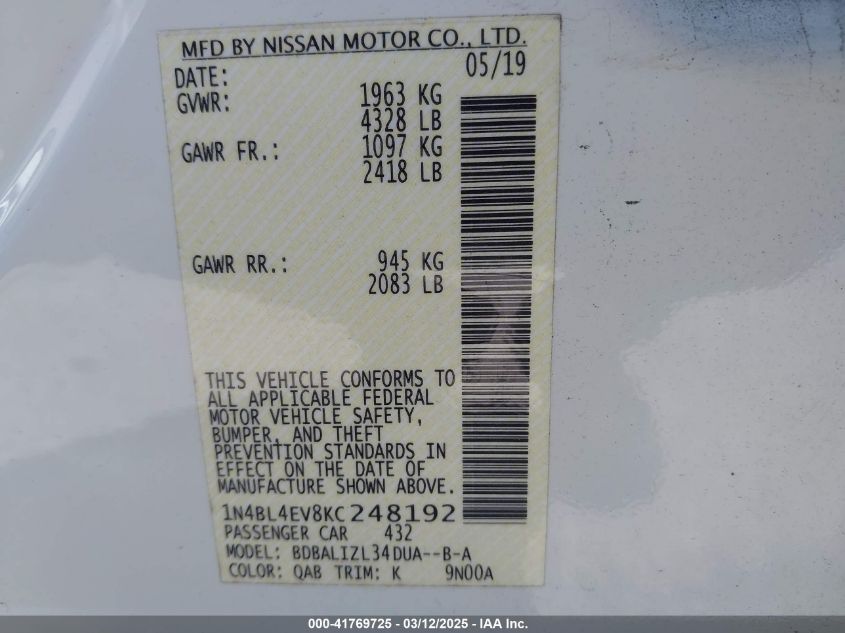 MFD BY NISSAN MOTOR CO., LTD.
DATE: 05/19
GVWR: 1963 KG
4328 LB
GAWR FR.: 1097 KG
2418 LB
GAWR RR.: 945 KG
2083 LB
THIS VEHICLE CONFORMS TO
ALL APPLICABLE FEDERAL
MOTOR VEHICLE SAFETY,
BUMPER, AND THEFT
PREVENTION STANDARDS IN
EFFECT ON THE DATE OF
MANUFACTURE SHOWN ABOVE.
1N4BL4EV8KC248192
PASSENGER CAR 432
MODEL: BDBALIZL34DUA--B-A
COLOR: QAB TRIM: K 9N00A
000-41769725 - 03/12/2025 - IAA Inc.